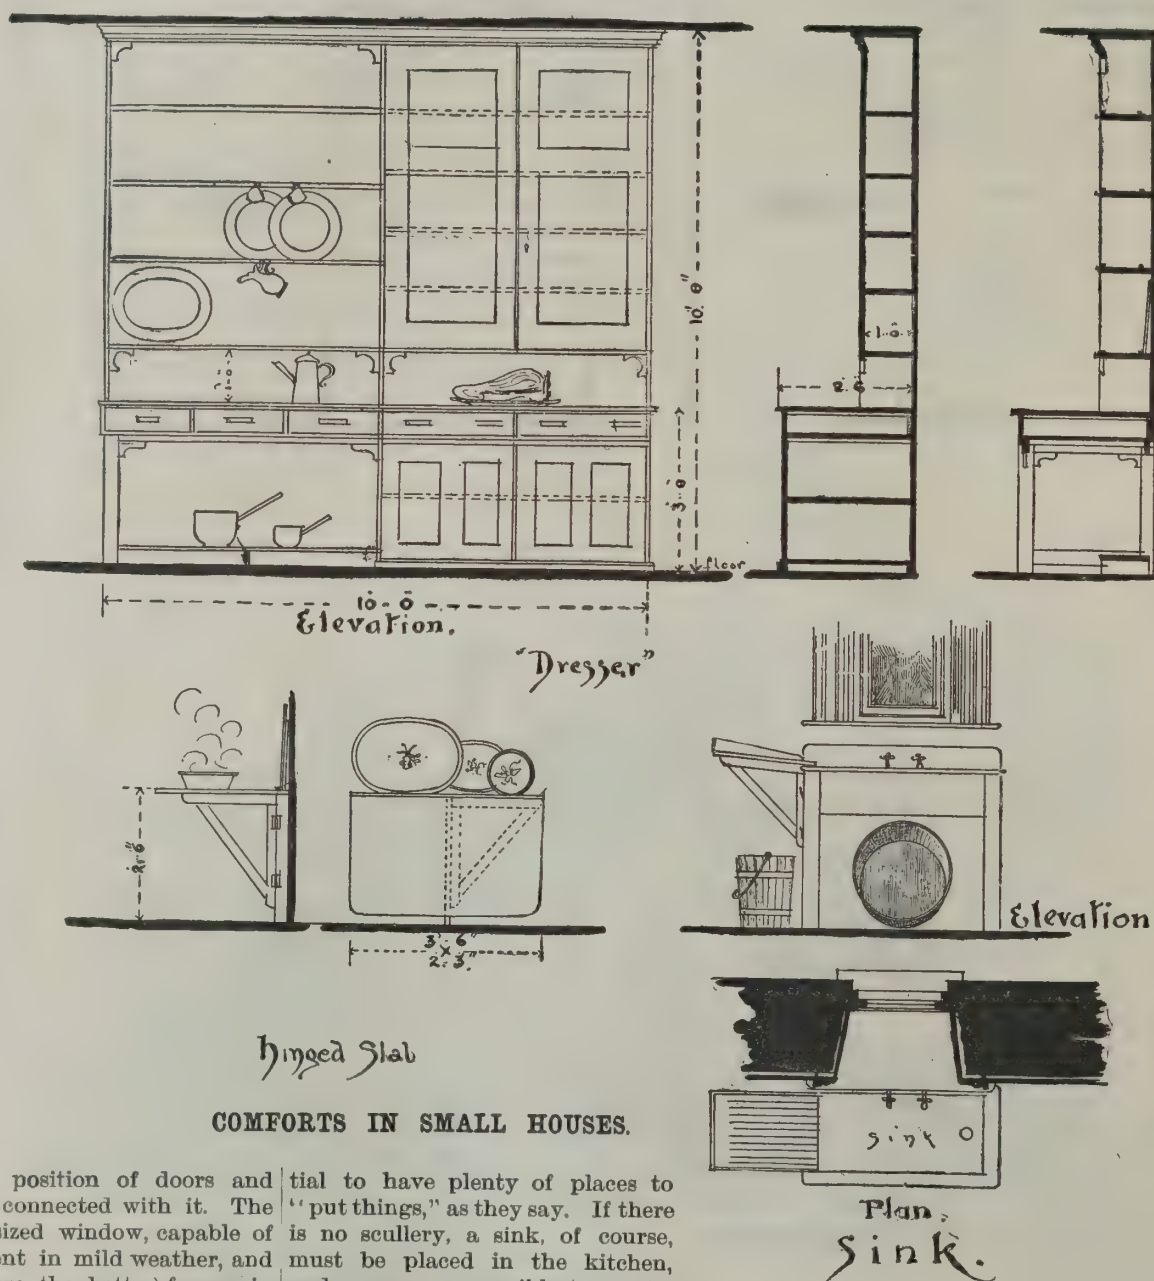 10' 0"
1. 0
2. 6
3 - 0
floor
10 - 0
Elevation.
"Dresser"
2' 6"
3' 6"
x
2. 3."
Elevation
Hinged Slab
sink
Plan.
Sink.
COMFORTS IN SMALL HOUSES.
position of doors and
connected with it. The
sized window, capable of
nt in mild weather, and
tial to have plenty of places to
"put things," as they say. If there
is no scullery, a sink, of course,
must be placed in the kitchen,